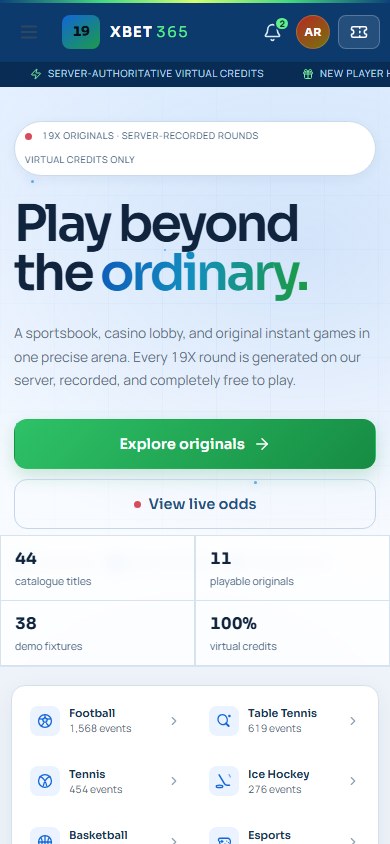 19
XBET 365
2
AR
SERVER-AUTHORITATIVE VIRTUAL CREDITS
NEW PLAYER
19X ORIGINALS · SERVER-RECORDED ROUNDS
VIRTUAL CREDITS ONLY
Play beyond
the ordinary.
A sportsbook, casino lobby, and original instant games in
one precise arena. Every 19X round is generated on our
server, recorded, and completely free to play.
Explore originals
View live odds
44
catalogue titles
11
playable originals
38
demo fixtures
100%
virtual credits
Football
1,568 events
Table Tennis
619 events
Tennis
454 events
Ice Hockey
276 events
Basketball
Esports